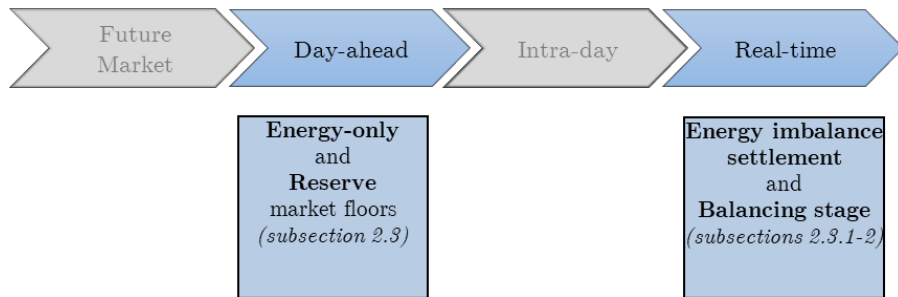 Future
Market
Day-ahead
Intra-day
Real-time
Energy-only
and
Reserve
market floors
(subsection 2.3)
Energy imbalance
settlement
and
Balancing stage
(subsections 2.3.1-2)